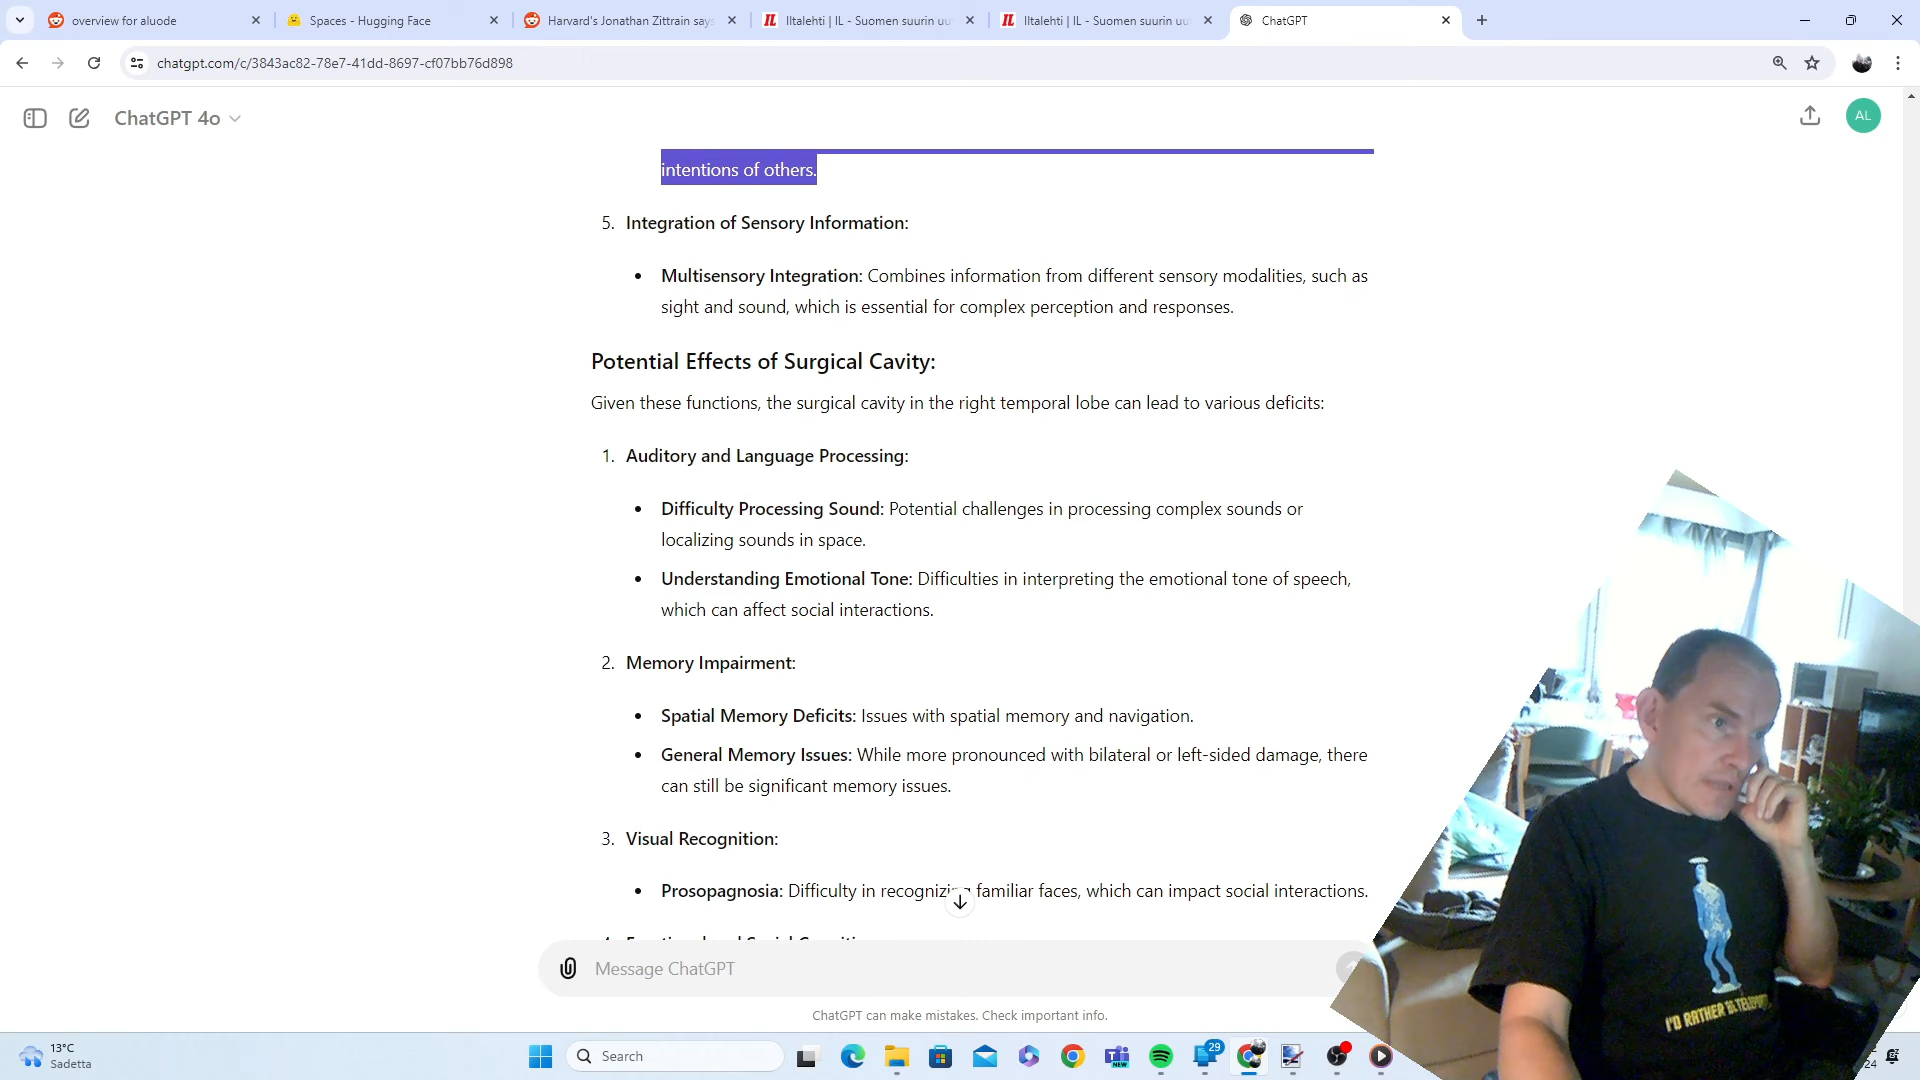 overview for aluode
Spaces - Hugging Face
Harvard's Jonathan Zittrain says
Iltalehti | IL - Suomen suurin uu
Iltalehti | IL - Suomen suurin uu
ChatGPT
chatgpt.com/c/3843ac82-78e7-41dd-8697-cf07bb76d898
ChatGPT 4o
AL
intentions of others.
5. Integration of Sensory Information:
• Multisensory Integration: Combines information from different sensory modalities, such as
sight and sound, which is essential for complex perception and responses.
Potential Effects of Surgical Cavity:
Given these functions, the surgical cavity in the right temporal lobe can lead to various deficits:
1. Auditory and Language Processing:
• Difficulty Processing Sound: Potential challenges in processing complex sounds or
localizing sounds in space.
• Understanding Emotional Tone: Difficulties in interpreting the emotional tone of speech,
which can affect social interactions.
2. Memory Impairment:
• Spatial Memory Deficits: Issues with spatial memory and navigation.
• General Memory Issues: While more pronounced with bilateral or left-sided damage, there
can still be significant memory issues.
3. Visual Recognition:
• Prosopagnosia: Difficulty in recognizing familiar faces, which can impact social interactions.
Message ChatGPT
ChatGPT can make mistakes. Check important info.
I'D RATHER BE
13°C
Sadetta
Search
NEW
29
24